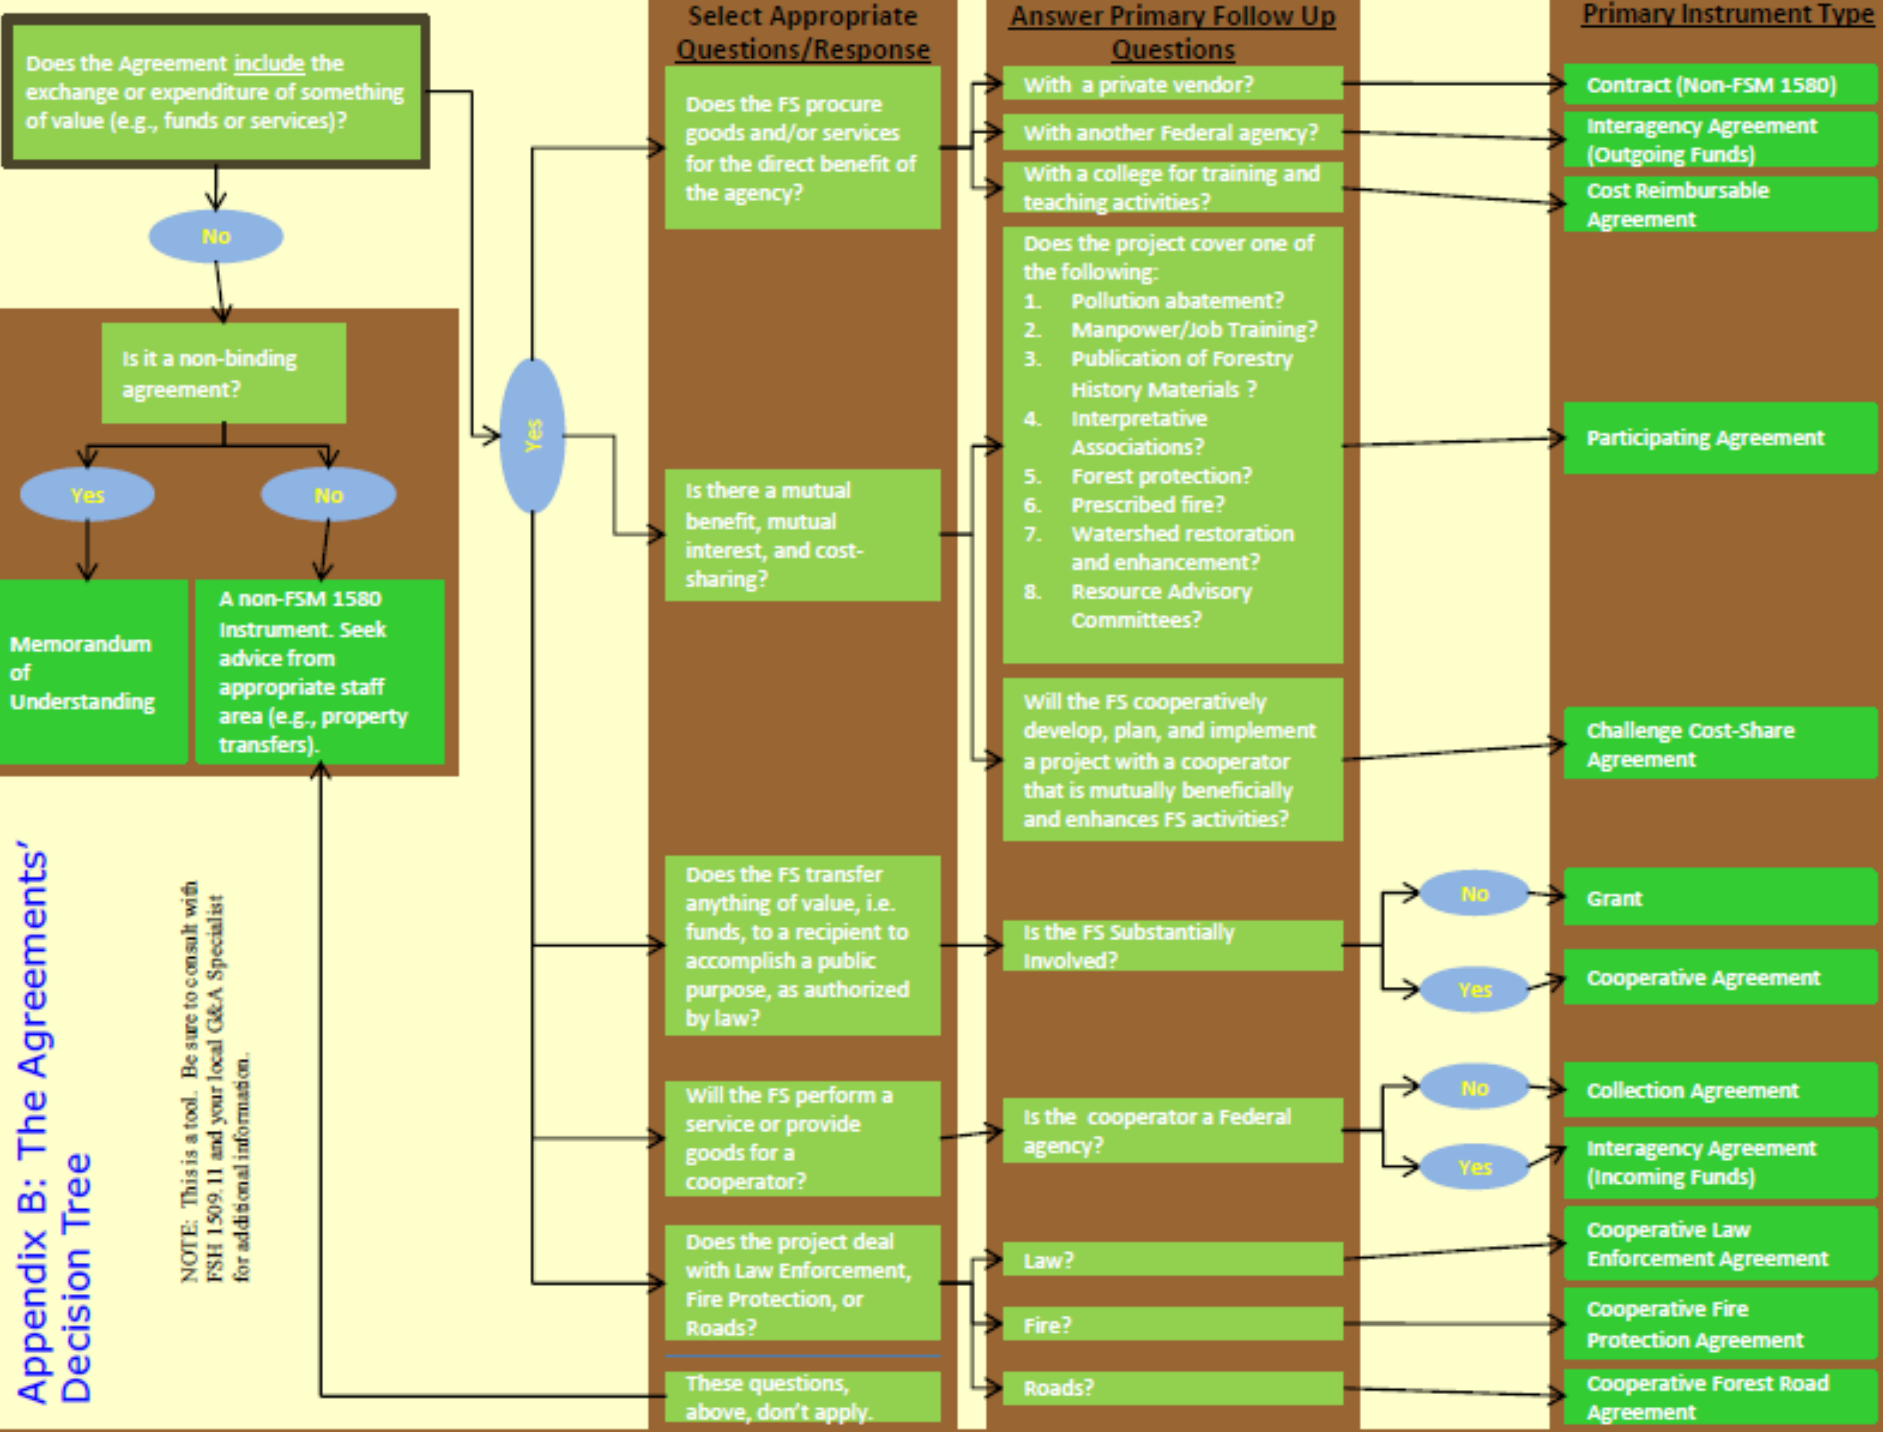 Does the Agreement include the
exchange or expenditure of something
of value (e.g., funds or services)?
No
Is it a non-binding
agreement?
Yes
No
Memorandum
of
Understanding
A non-FSM 1580
Instrument. Seek
advice from
appropriate staff
area (e.g., property
transfers).
Appendix B: The Agreements’
Decision Tree
NOTE: This is a tool. Be sure to consult with
FSH 1509.11 and your local G&A Specialist
for additional information.
Yes
Select Appropriate
Questions/Response
Does the FS procure
goods and/or services
for the direct benefit of
the agency?
Is there a mutual
benefit, mutual
interest, and cost-
sharing?
Does the FS transfer
anything of value, i.e.
funds, to a recipient to
accomplish a public
purpose, as authorized
by law?
Will the FS perform a
service or provide
goods for a
cooperator?
Does the project deal
with Law Enforcement,
Fire Protection, or
Roads?
These questions,
above, don’t apply.
Answer Primary Follow Up
Questions
With a private vendor?
With another Federal agency?
With a college for training and
teaching activities?
Does the project cover one of
the following:
1. Pollution abatement?
2. Manpower/Job Training?
3. Publication of Forestry
History Materials ?
4. Interpretative
Associations?
5. Forest protection?
6. Prescribed fire?
7. Watershed restoration
and enhancement?
8. Resource Advisory
Committees?
Will the FS cooperatively
develop, plan, and implement
a project with a cooperator
that is mutually beneficially
and enhances FS activities?
Is the FS Substantially
Involved?
Is the cooperator a Federal
agency?
Law?
Fire?
Roads?
No
Yes
No
Yes
Primary Instrument Type
Contract (Non-FSM 1580)
Interagency Agreement
(Outgoing Funds)
Cost Reimbursable
Agreement
Participating Agreement
Challenge Cost-Share
Agreement
Grant
Cooperative Agreement
Collection Agreement
Interagency Agreement
(Incoming Funds)
Cooperative Law
Enforcement Agreement
Cooperative Fire
Protection Agreement
Cooperative Forest Road
Agreement